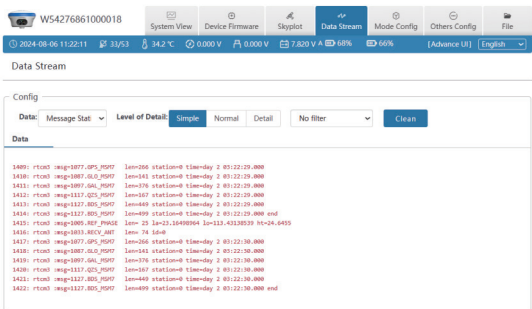 WS4276861000018
System View
Device Firmware
Skyplot
Data Stream
Mode Config
Others Config
File
2024-08-06 11:22:11 33/53 34.2 °C 0.000 V 0.000 V 7.820 V A 68% 66% [Advance UI] English
Data Stream
Config
Data: Message Stati Level of Detail: Simple Normal Detail No filter Clean
Data
1409: rtcm3 :msg=1077.GPS_MSM7 len=266 station=0 time=day 2 03:22:29.000
1410: rtcm3 :msg=1087.GLO_MSM7 len=141 station=0 time=day 2 03:22:29.000
1411: rtcm3 :msg=1097.GAL_MSM7 len=376 station=0 time=day 2 03:22:29.000
1412: rtcm3 :msg=1117.QZS_MSM7 len=167 station=0 time=day 2 03:22:29.000
1413: rtcm3 :msg=1127.BDS_MSM7 len=449 station=0 time=day 2 03:22:29.000
1414: rtcm3 :msg=1127.BDS_MSM7 len=499 station=0 time=day 2 03:22:29.000 end
1415: rtcm3 :msg=1005.REF_PHASE len= 25 la=23.16498964 lo=113.43138539 ht=24.6455
1416: rtcm3 :msg=1033.RECV_ANT len= 74 id=0
1417: rtcm3 :msg=1077.GPS_MSM7 len=266 station=0 time=day 2 03:22:30.000
1418: rtcm3 :msg=1087.GLO_MSM7 len=141 station=0 time=day 2 03:22:30.000
1419: rtcm3 :msg=1097.GAL_MSM7 len=376 station=0 time=day 2 03:22:30.000
1420: rtcm3 :msg=1117.QZS_MSM7 len=167 station=0 time=day 2 03:22:30.000
1421: rtcm3 :msg=1127.BDS_MSM7 len=449 station=0 time=day 2 03:22:30.000
1422: rtcm3 :msg=1127.BDS_MSM7 len=499 station=0 time=day 2 03:22:30.000 end